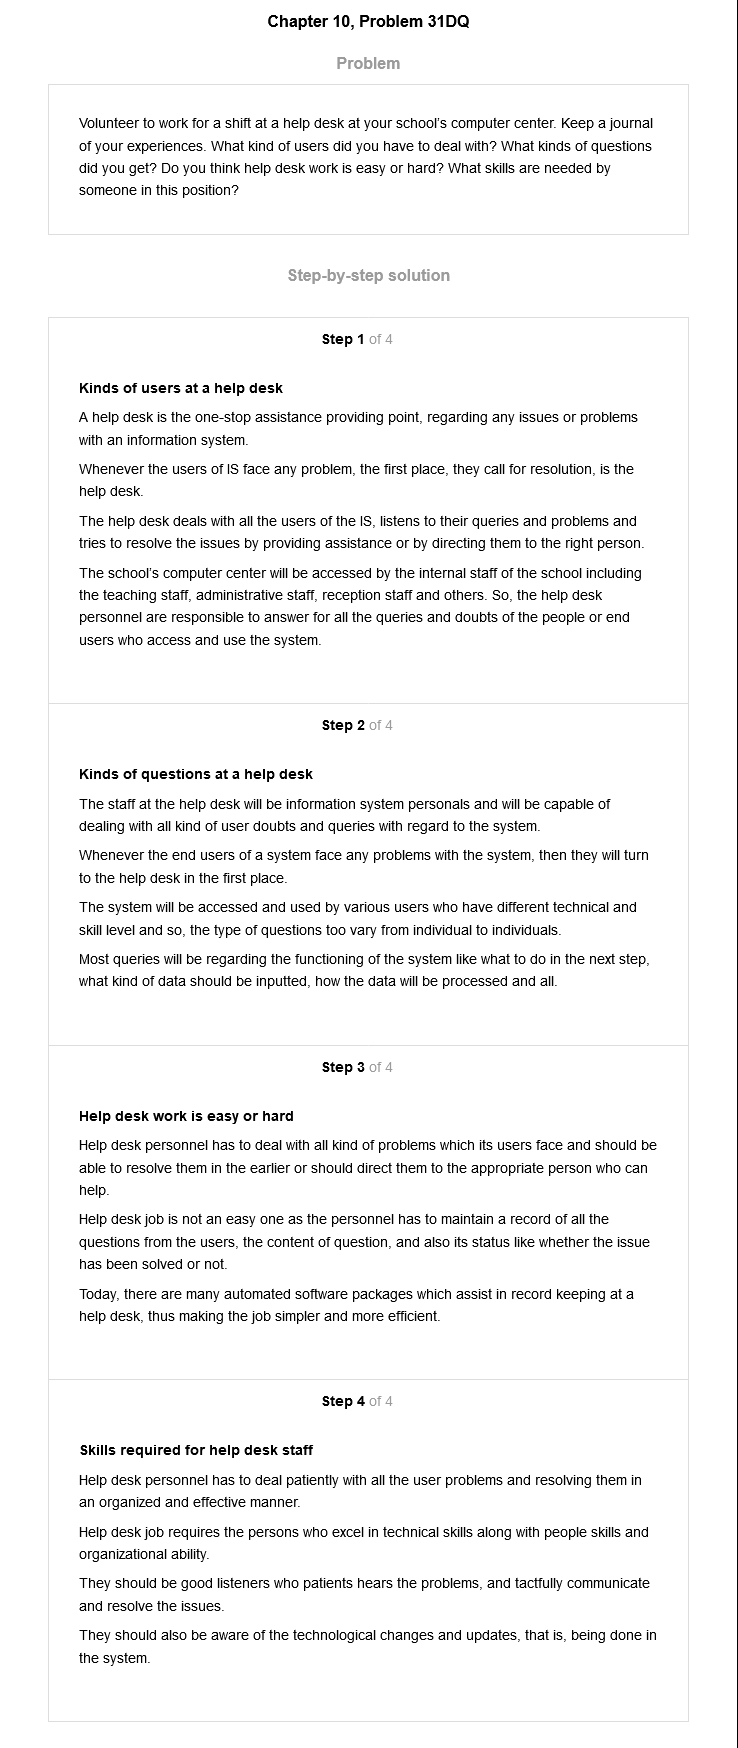 Chapter 10, Problem 31DQ
Problem
Volunteer to work for a shift at a help desk at your school's computer center. Keep a journal
of your experiences. What kind of users did you have to deal with? What kinds of questions
did you get? Do you think help desk work is easy or hard? What skills are needed by
someone in this position?
Step-by-step solution
Step 1 of 4
Kinds of users at a help desk
A help desk is the one-stop assistance providing point, regarding any issues or problems
with an information system.
Whenever the users of IS face any problem, the first place, they call for resolution, is the
help desk.
The help desk deals with all the users of the IS, listens to their queries and problems and
tries to resolve the issues by providing assistance or by directing them to the right person.
The school's computer center will be accessed by the internal staff of the school including
the teaching staff, administrative staff, reception staff and others. So, the help desk
personnel are responsible to answer for all the queries and doubts of the people or end
users who access and use the system.
Step 2 of 4
Kinds of questions at a help desk
The staff at the help desk will be information system personals and will be capable of
dealing with all kind of user doubts and queries with regard to the system.
Whenever the end users of a system face any problems with the system, then they will turn
to the help desk in the first place.
The system will be accessed and used by various users who have different technical and
skill level and so, the type of questions too vary from individual to individuals.
Most queries will be regarding the functioning of the system like what to do in the next step,
what kind of data should be inputted, how the data will be processed and all.
Step 3 of 4
Help desk work is easy or hard
Help desk personnel has to deal with all kind of problems which its users face and should be
able to resolve them in the earlier or should direct them to the appropriate person who can
help.
Help desk job is not an easy one as the personnel has to maintain a record of all the
questions from the users, the content of question, and also its status like whether the issue
has been solved or not.
Today, there are many automated software packages which assist in record keeping at a
help desk, thus making the job simpler and more efficient.
Step 4 of 4
Skills required for help desk staff
Help desk personnel has to deal patiently with all the user problems and resolving them in
an organized and effective manner.
Help desk job requires the persons who excel in technical skills along with people skills and
organizational ability.
They should be good listeners who patients hears the problems, and tactfully communicate
and resolve the issues.
They should also be aware of the technological changes and updates, that is, being done in
the system.